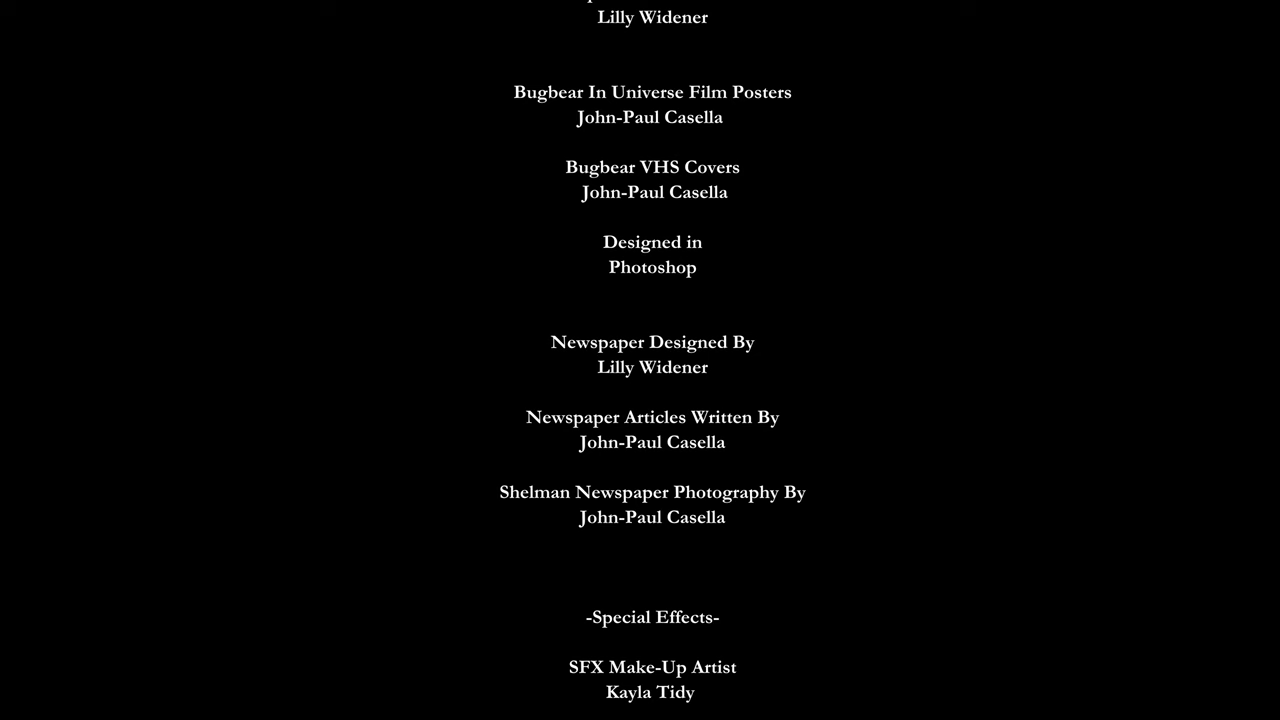 Lilly Widener
Bugbear In Universe Film Posters
John-Paul Casella
Bugbear VHS Covers
John-Paul Casella
Designed in
Photoshop
Newspaper Designed By
Lilly Widener
Newspaper Articles Written By
John-Paul Casella
Shelman Newspaper Photography By
John-Paul Casella
-Special Effects-
SFX Make-Up Artist
Kayla Tidy